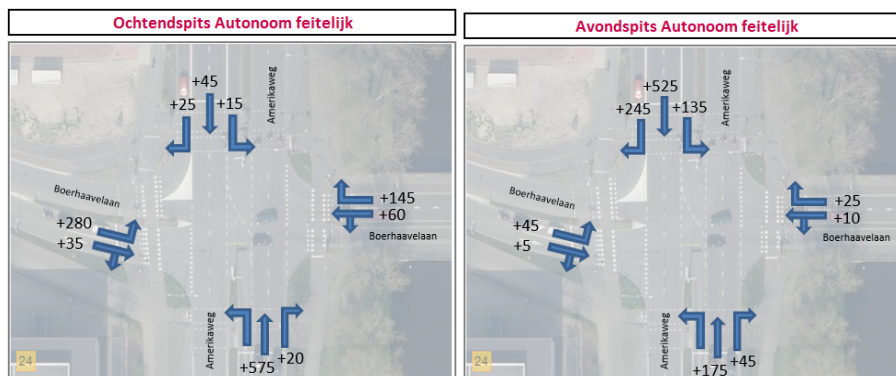 Ochtendspits Autonoom feitelijk
+45
+25
+15
Amerikaweg
Boerhaavelaan
+145
+280
+60
+35
Boerhaavelaan
Amerikaweg
+20
+575
24
Avondspits Autonoom feitelijk
+525
+245
+135
Amerikaweg
Boerhaavelaan
+25
+45
+10
+5
Boerhaavelaan
Amerikaweg
+45
+175
24